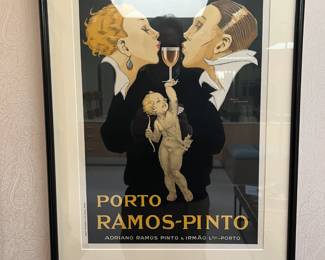 PORTO
RAMOS-PINTO
ADRIANO RAMOS PINTO & IRMÃO Lᴰᴬ-PORTO